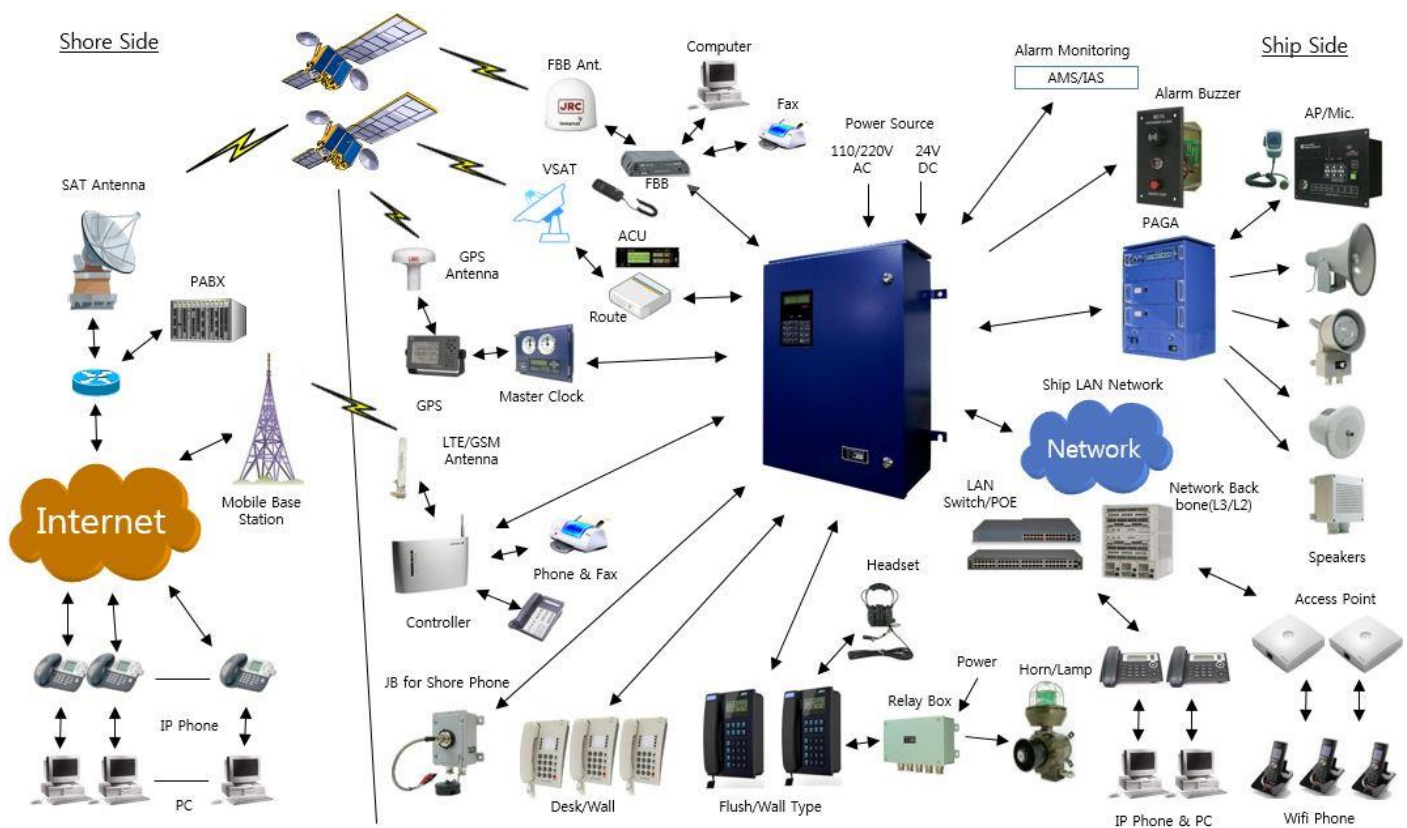 Shore Side
Ship Side
Computer
Alarm Monitoring
AMS/IAS
FBB Ant.
JRC
Fax
Alarm Buzzer
AP/Mic.
Power Source
110/220V
AC
24V
DC
SAT Antenna
VSAT
FBB
PABX
GPS
Antenna
JRC
ACU
PAGA
Route
Master Clock
GPS
Ship LAN Network
Network
LTE/GSM
Antenna
Mobile Base
Station
Internet
LAN
Switch/POE
Network Back
bone(L3/L2)
Speakers
Phone & Fax
Headset
Controller
Access Point
JB for Shore Phone
Power
Horn/Lamp
Relay Box
IP Phone
PC
Desk/Wall
Flush/Wall Type
IP Phone & PC
Wifi Phone